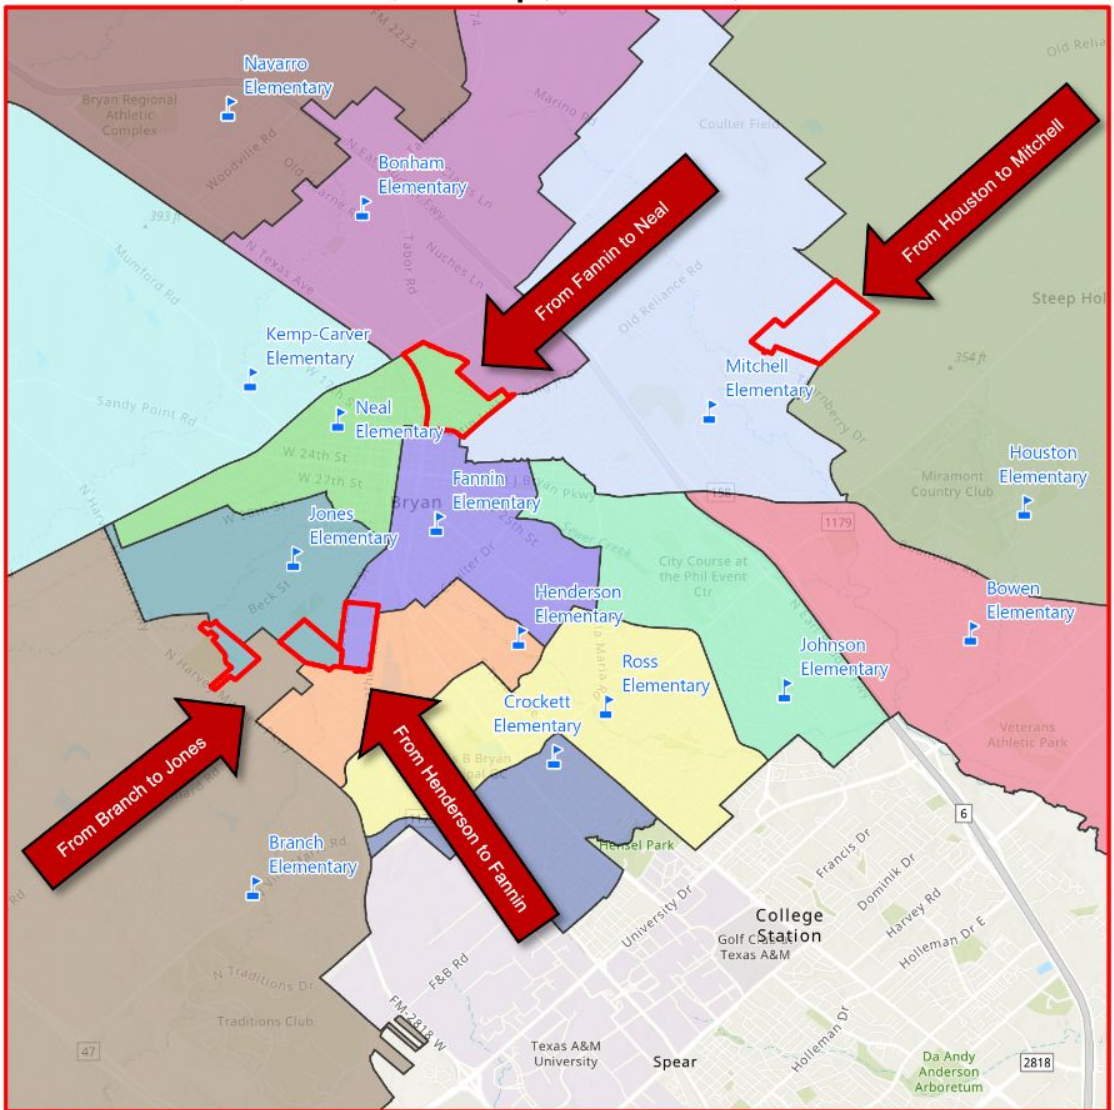 FM 2223
74
Old Relia
Navarro
Elementary
Bryan Regional
Athletic
Complex
Woodville Rd
Marino Rd
Coulter Field
Bonham
Elementary
393 ft
Mumford Rd
N Texas Ave
Tabor Rd
Nuches Ln
From Fannin to Neal
From Houston to Mitchell
Old Reliance Rd
Steep Hol
354 ft
Kemp-Carver
Elementary
Sandy Point Rd
Mitchell
Elementary
Neal
Elementary
W 24th St
W 27th St
Houston
Elementary
Miramont
Country Club
158
1179
Bryan
Fannin
Elementary
Jones
Elementary
Beck St
City Course at
the Phil Event
Ctr
Henderson
Elementary
Bowen
Elementary
Johnson
Elementary
Ross
Elementary
Crockett
Elementary
Veterans
Athletic Park
From Branch to Jones
From Henderson to Fannin
6
Branch
Elementary
Hensel Park
Francis Dr
Dominik Dr
Harvey Rd
Holleman Dr E
University Dr
College
Station
Texas A&M
F&B Rd
N Traditions Dr
Traditions Club
FM-2818 W
47
Texas A&M
University
Spear
Holleman Dr
Da Andy
Anderson
Arboretum
2818